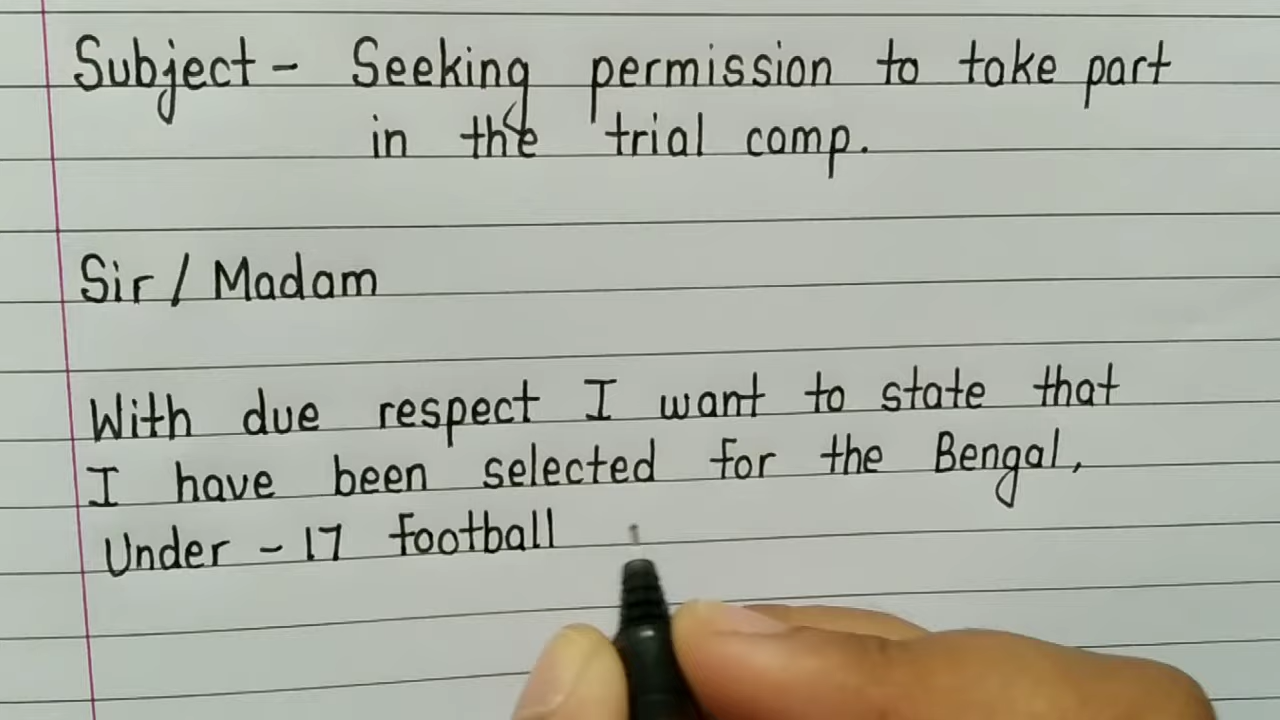 Subject - Seeking permission to take part
in the trial camp.
Sir / Madam
With due respect I want to state that
I have been selected for the Bengal,
Under - 17 football